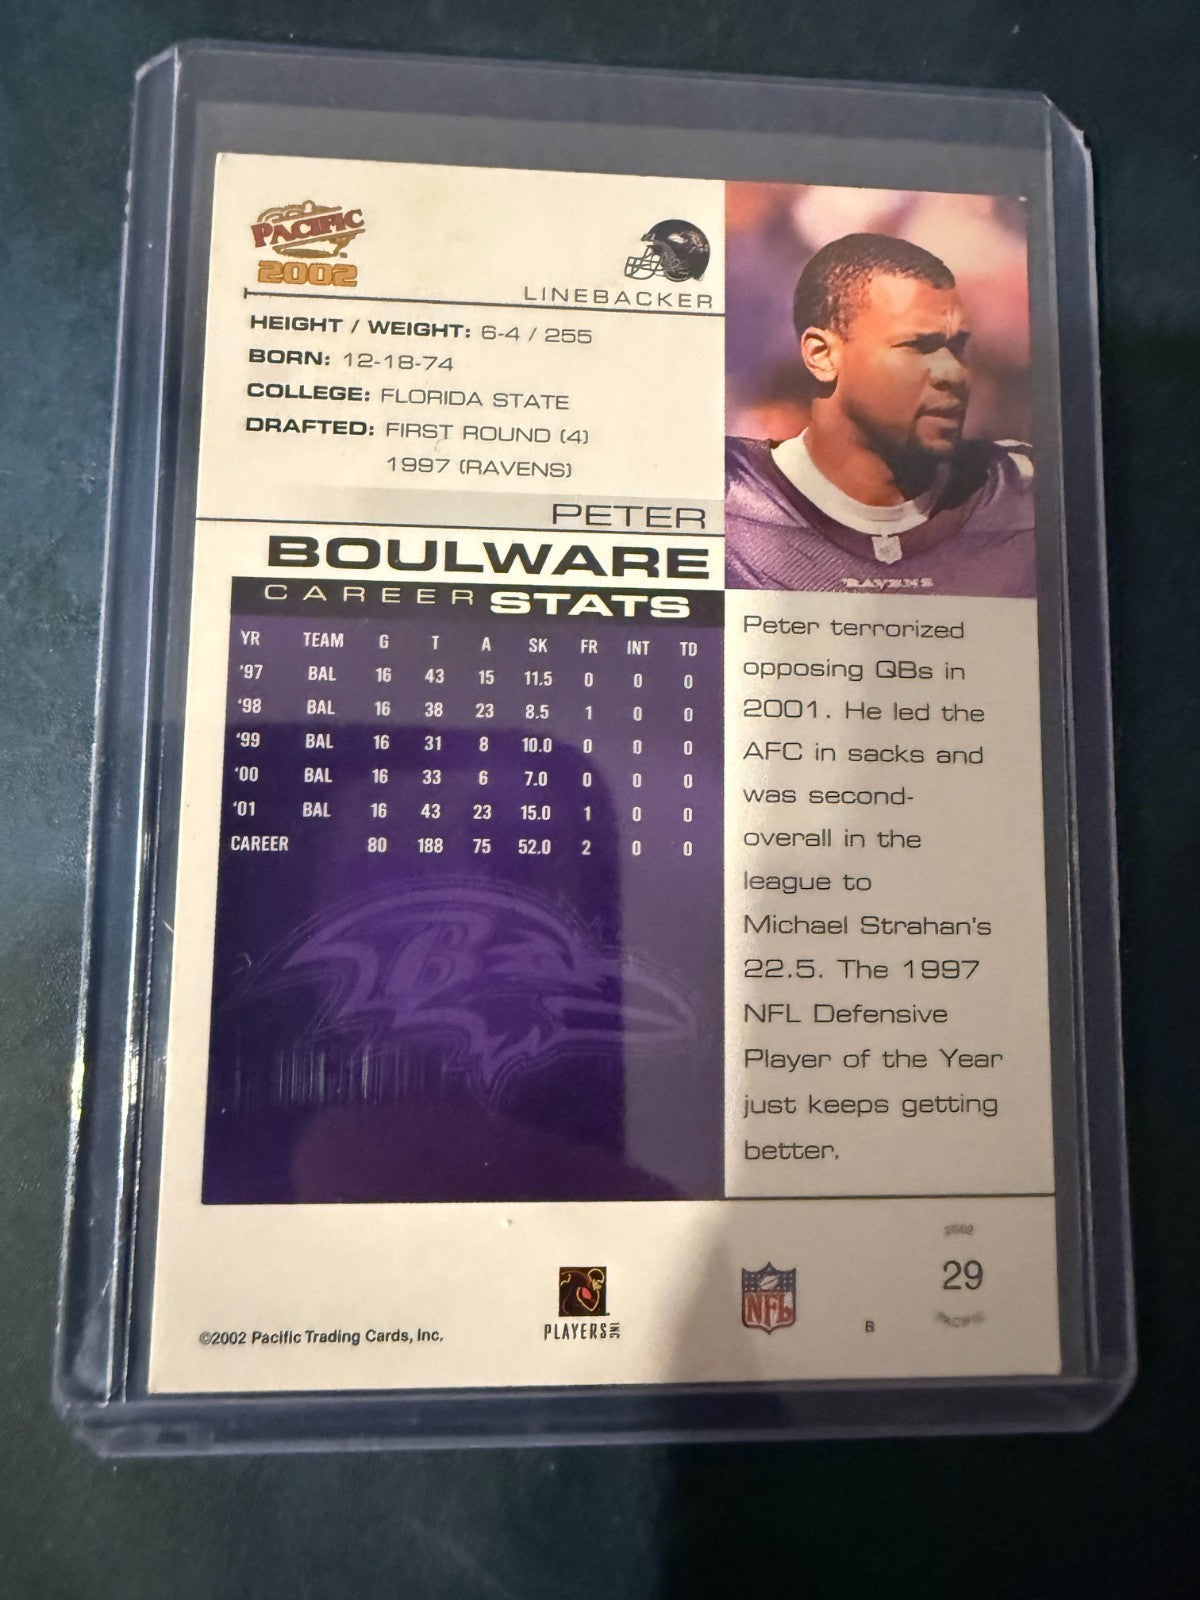 PACIFIC
2002
LINEBACKER
HEIGHT / WEIGHT: 6-4 / 255
BORN: 12-18-74
COLLEGE: FLORIDA STATE
DRAFTED: FIRST ROUND (4)
1997 (RAVENS)
PETER
BOULWARE
CAREER STATS
YR TEAM G T A SK FR INT TD
'97 BAL 16 43 15 11.5 0 0 0
'98 BAL 16 38 23 8.5 1 0 0
'99 BAL 16 31 8 10.0 0 0 0
'00 BAL 16 33 6 7.0 0 0 0
'01 BAL 16 43 23 15.0 1 0 0
CAREER 80 188 75 52.0 2 0 0
B
RAVENS
Peter terrorized
opposing QBs in
2001. He led the
AFC in sacks and
was second-
overall in the
league to
Michael Strahan's
22.5. The 1997
NFL Defensive
Player of the Year
just keeps getting
better.
©2002 Pacific Trading Cards, Inc.
PLAYERS INC
NFL
B
2002
29
PACIFIC